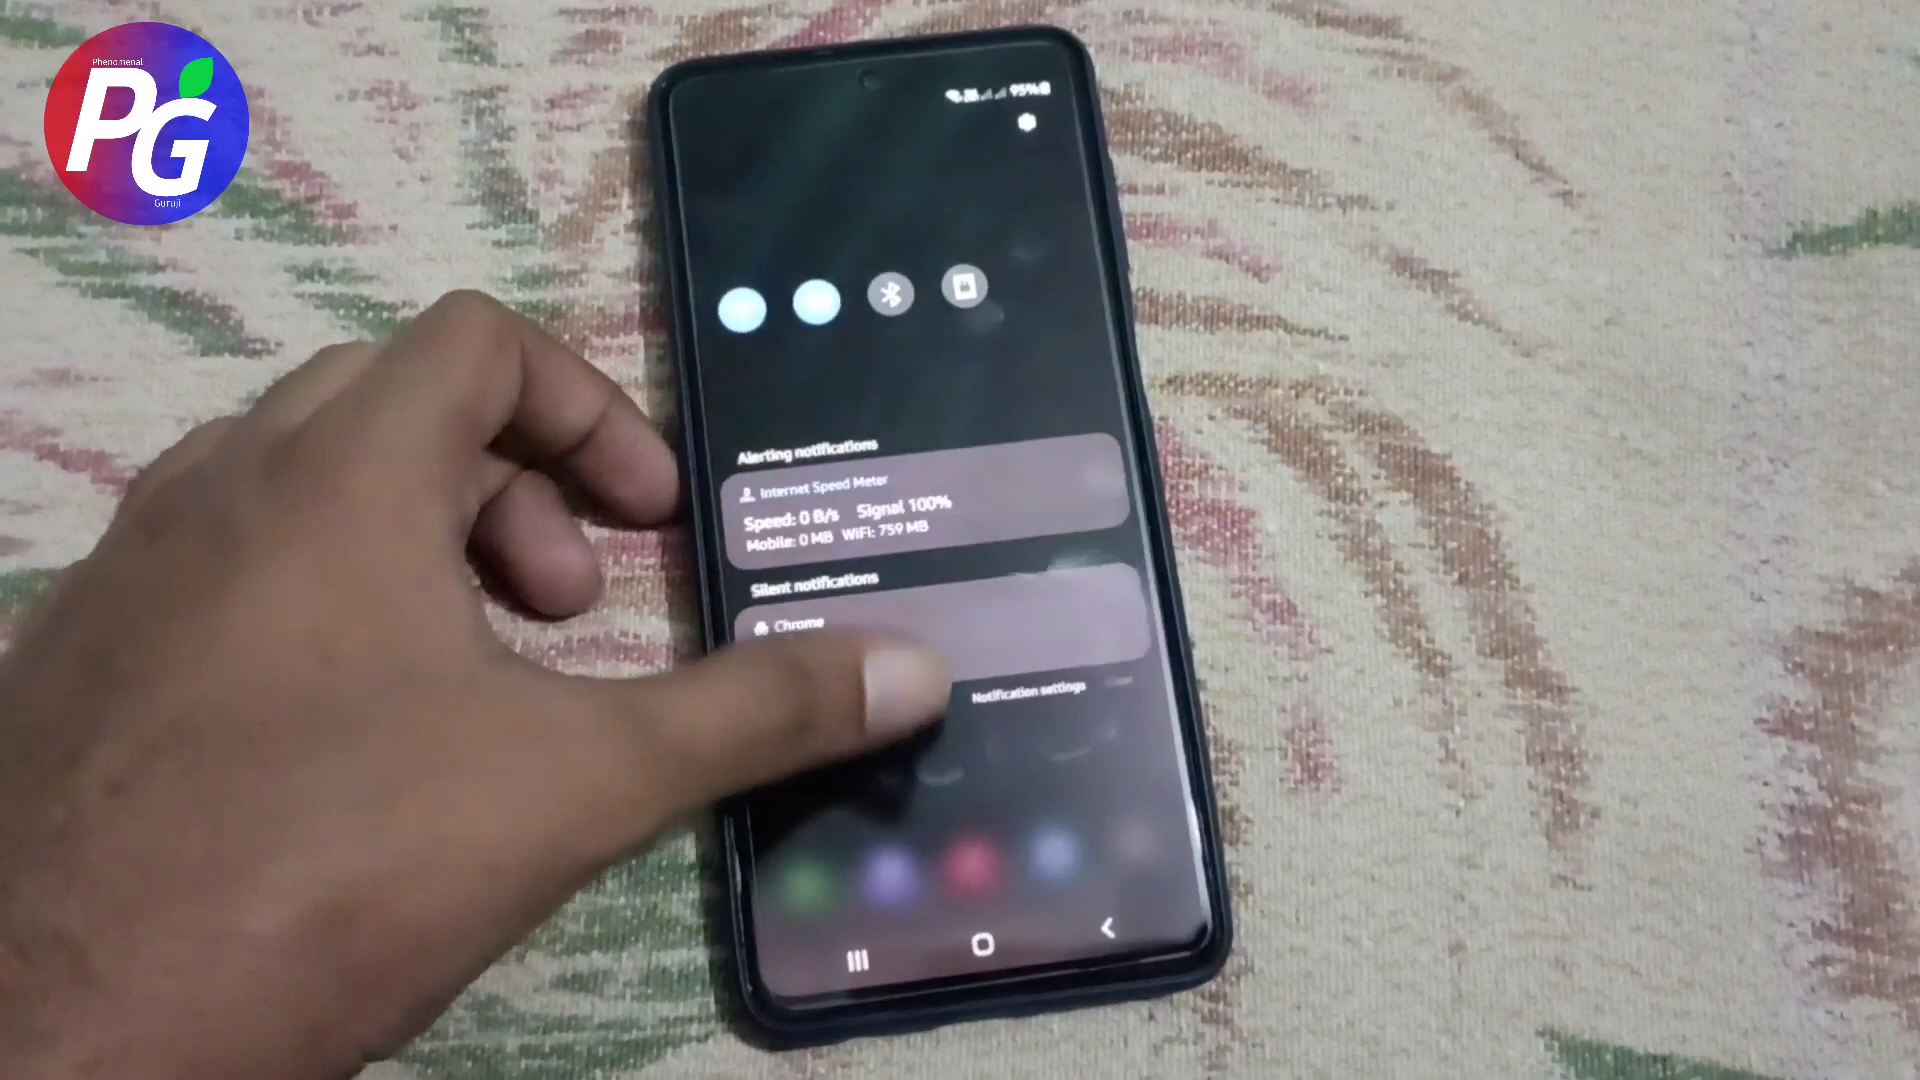 Phenomenal
PG
Guruji
95%
Alerting notifications
Internet Speed Meter
Speed: 0 B/s Signal 100%
Mobile: 0 MB WiFi: 759 MB
Silent notifications
Chrome
Notification settings